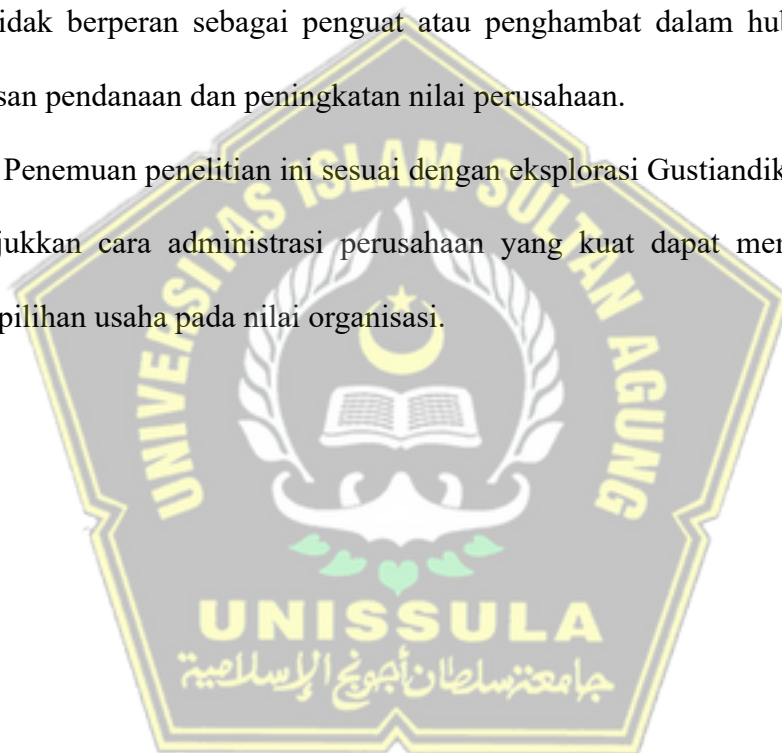 tidak berperan sebagai penguat atau penghambat dalam hu
san pendanaan dan peningkatan nilai perusahaan.
Penemuan penelitian ini sesuai dengan eksplorasi Gustiandik
jukkan cara administrasi perusahaan yang kuat dapat mer
pilihan usaha pada nilai organisasi.
UNIVERSITAS ISLAM SULTAN AGUNG
UNISSULA
جامعة سلطان أجونج الإسلامية